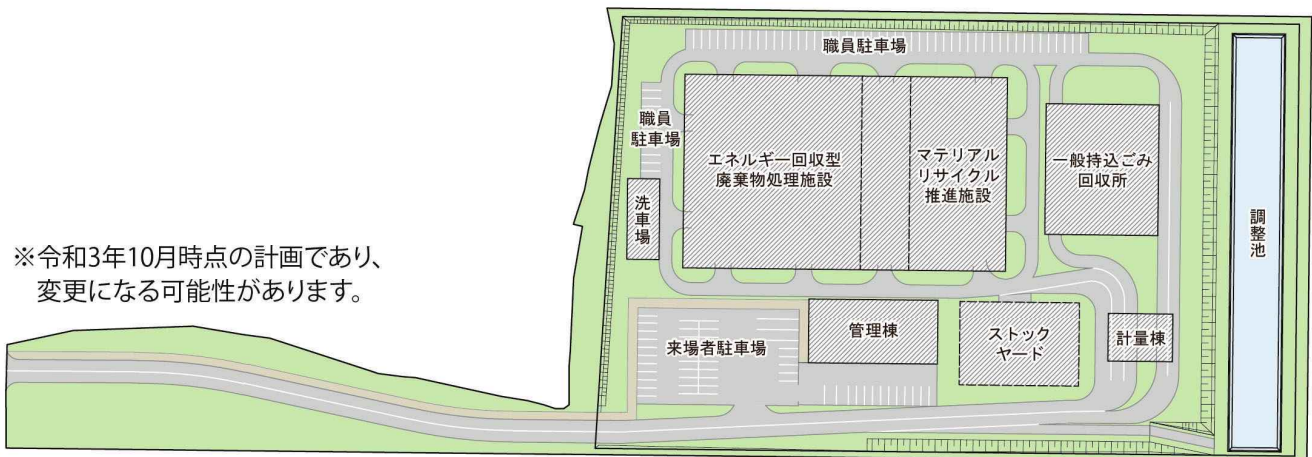 職員駐車場
職員
駐車場
エネルギー回収型
廃棄物処理施設
マテリアル
リサイクル
推進施設
一般持込ごみ
回収所
洗車場
調整池
※令和3年10月時点の計画であり、
変更になる可能性があります。
来場者駐車場
管理棟
ストック
ヤード
計量棟